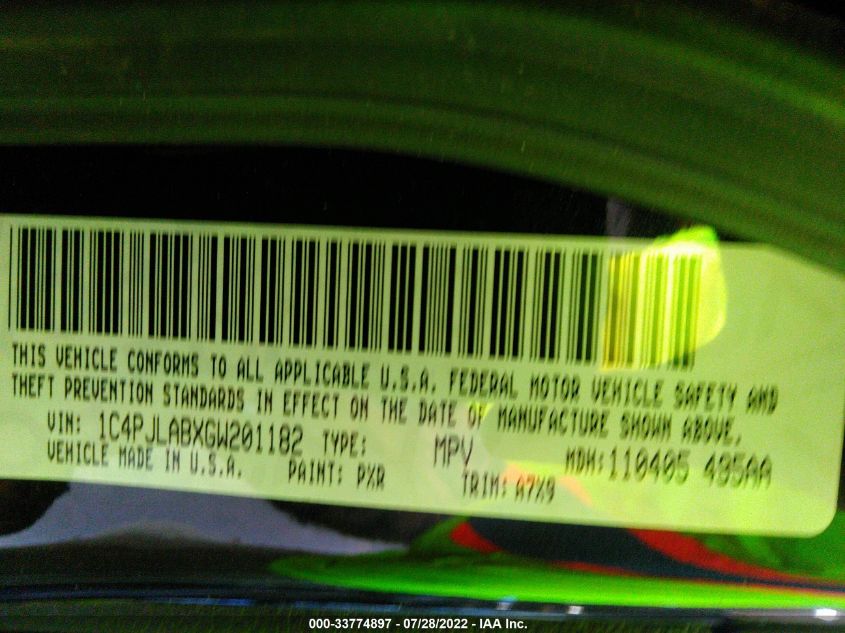 THIS VEHICLE CONFORMS TO ALL APPLICABLE U.S.A. FEDERAL MOTOR VEHICLE SAFETY AND
THEFT PREVENTION STANDARDS IN EFFECT ON THE DATE OF MANUFACTURE SHOWN ABOVE.
VIN: 1C4PJLABXGW201182 TYPE: MPV MDH: 110405 495AA
VEHICLE MADE IN U.S.A. PAINT: PXR TRIM: A7X9
000-33774897 - 07/28/2022 - IAA Inc.